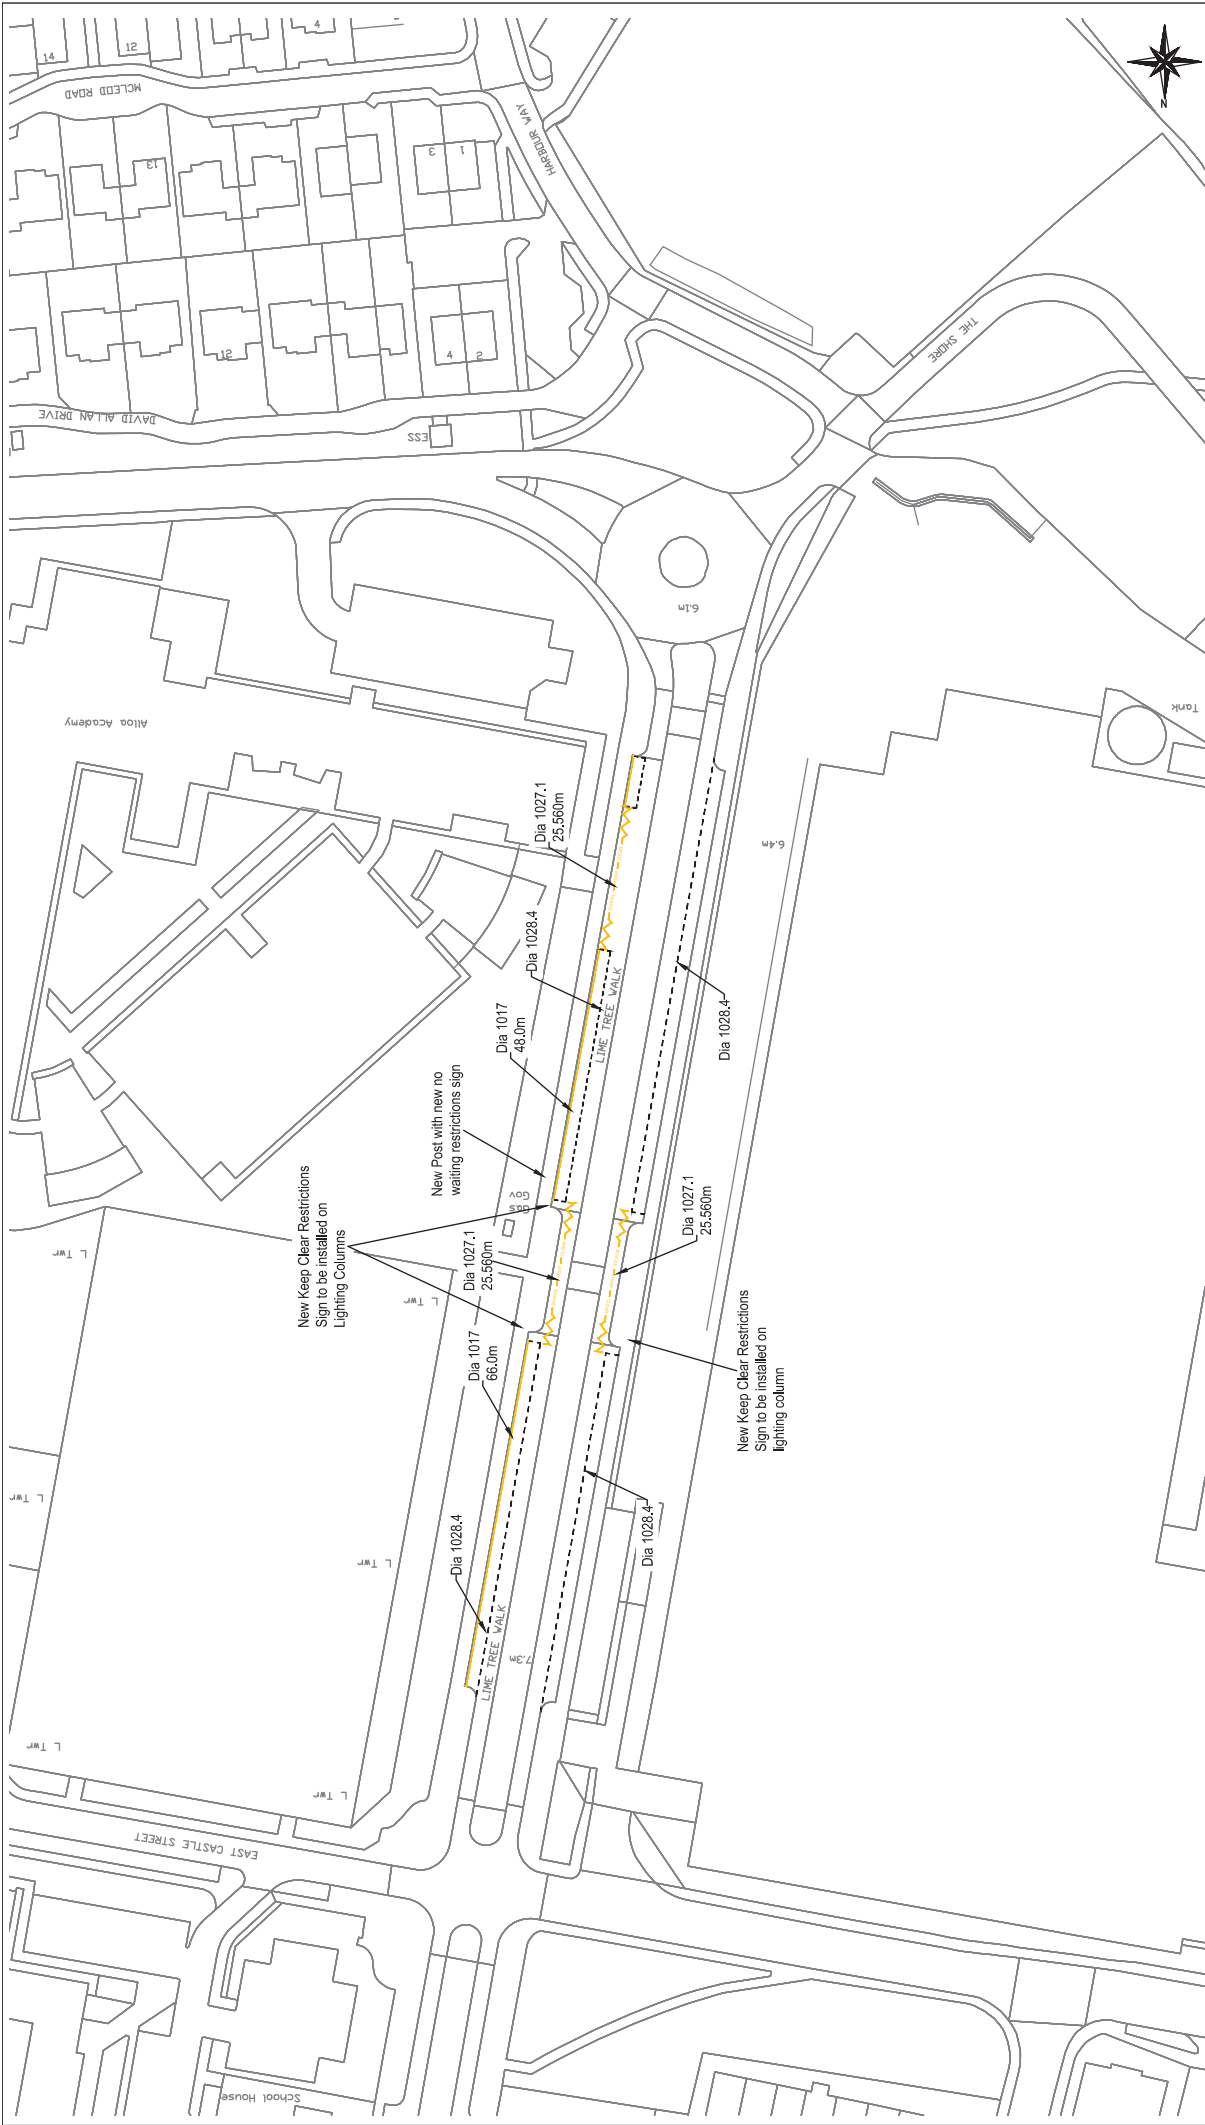 14
12
4
MCLEOD ROAD
HARBOUR WAY
13
3
1
N
12
4
2
THE SHORE
DAVID ALLAN DRIVE
ESS
6.1m
Alloa Academy
Tank
6.4m
Dia 1027.1
25.560m
Dia 1028.4
LIME TREE WALK
Dia 1017
48.0m
Dia 1028.4
New Post with new no
waiting restrictions sign
Gas
Gov
New Keep Clear Restrictions
Sign to be installed on
Lighting Columns
Dia 1027.1
25.560m
Dia 1027.1
25.560m
L Twr
L Twr
Dia 1017
66.0m
New Keep Clear Restrictions
Sign to be installed on
lighting column
L Twr
L Twr
Dia 1028.4
Dia 1028.4
LIME TREE WALK
7.3m
L Twr
L Twr
EAST CASTLE STREET
School House